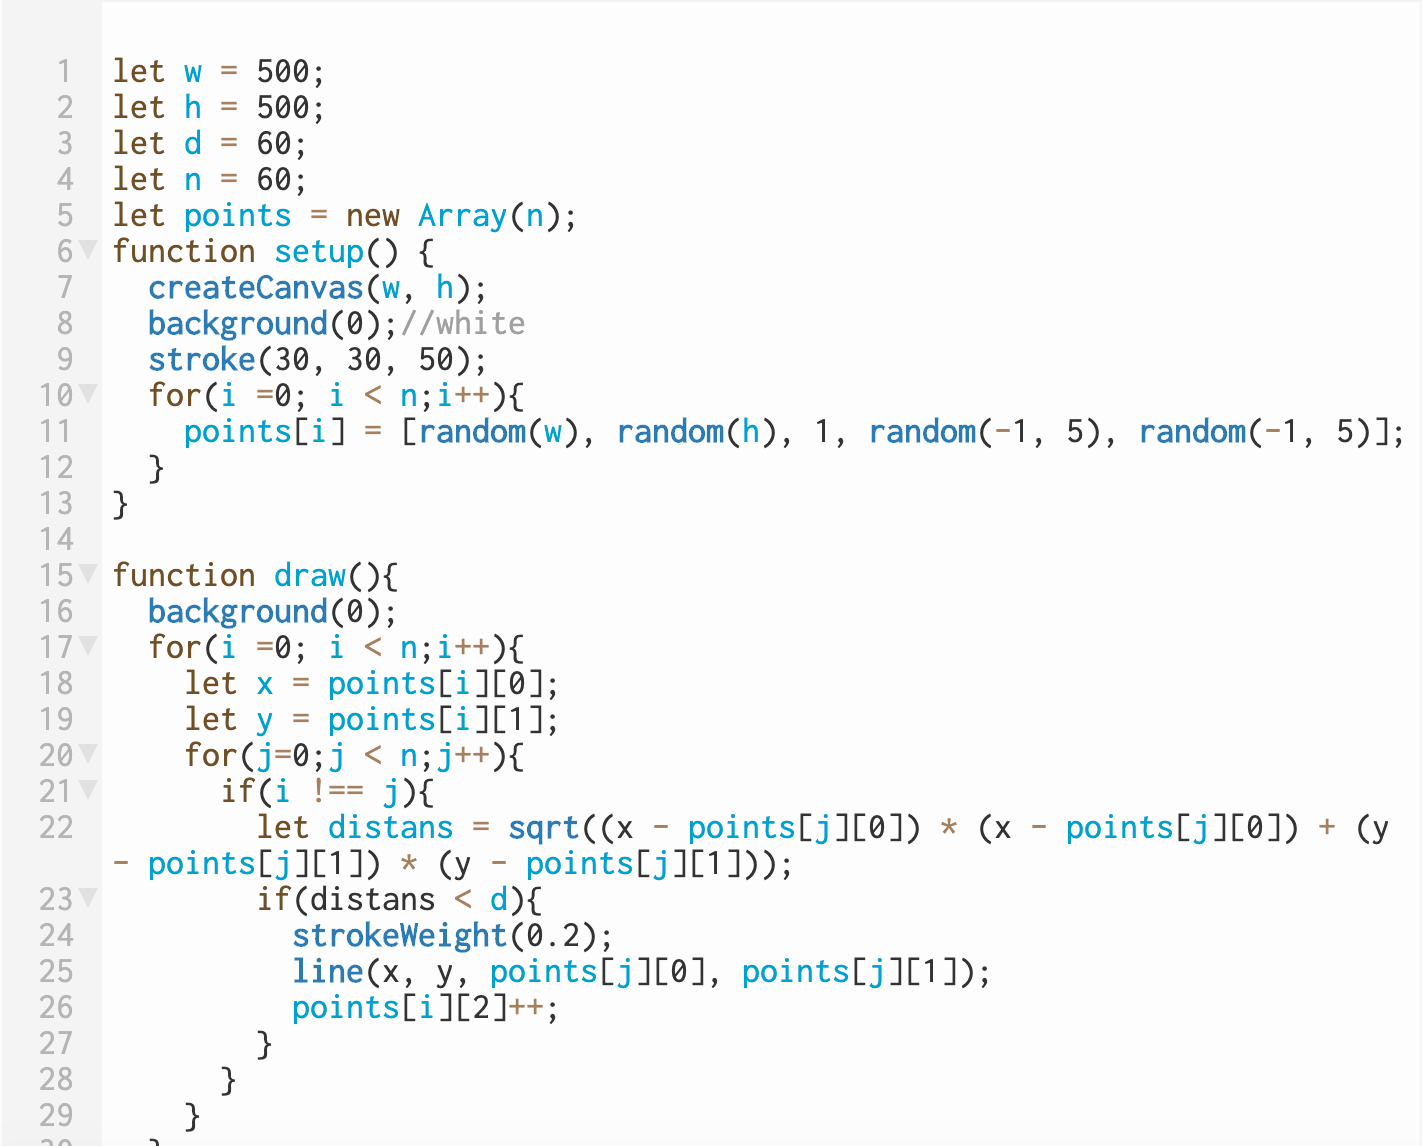 1 let w = 500;
2 let h = 500;
3 let d = 60;
4 let n = 60;
5 let points = new Array(n);
6 function setup() {
7   createCanvas(w, h);
8   background(0);//white
9   stroke(30, 30, 50);
10   for(i =0; i < n;i++){
11     points[i] = [random(w), random(h), 1, random(-1, 5), random(-1, 5)];
12   }
13 }
14
15 function draw(){
16   background(0);
17   for(i =0; i < n;i++){
18     let x = points[i][0];
19     let y = points[i][1];
20     for(j=0;j < n;j++){
21       if(i !== j){
22         let distans = sqrt((x - points[j][0]) * (x - points[j][0]) + (y
- points[j][1]) * (y - points[j][1]));
23         if(distans < d){
24           strokeWeight(0.2);
25           line(x, y, points[j][0], points[j][1]);
26           points[i][2]++;
27         }
28       }
29     }